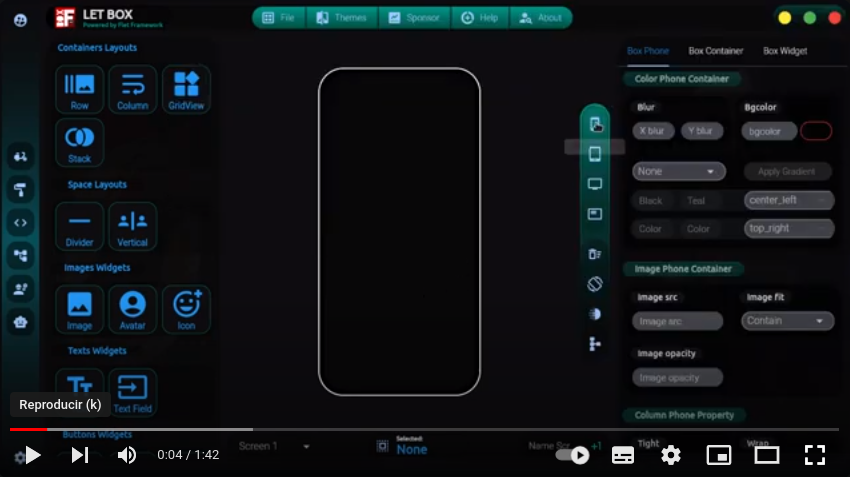 LET BOX
Powered by Flet Framework
File
Themes
Sponsor
Help
About
Containers Layouts
Row
Column
GridView
Stack
Space Layouts
Divider
Vertical
Images Widgets
Image
Avatar
Icon
Texts Widgets
Text Field
Reproducir (k)
Buttons Widgets
0:04 / 1:42
Screen 1
Selected:
None
Name Scr
+1
Box Phone
Box Container
Box Widget
Color Phone Container
Blur
Bgcolor
X blur
Y blur
bgcolor
None
Apply Gradient
Black
Teal
center_left
Color
Color
top_right
Image Phone Container
Image src
Image fit
Image src
Contain
Image opacity
Image opacity
Column Phone Property
Tight
Wrap